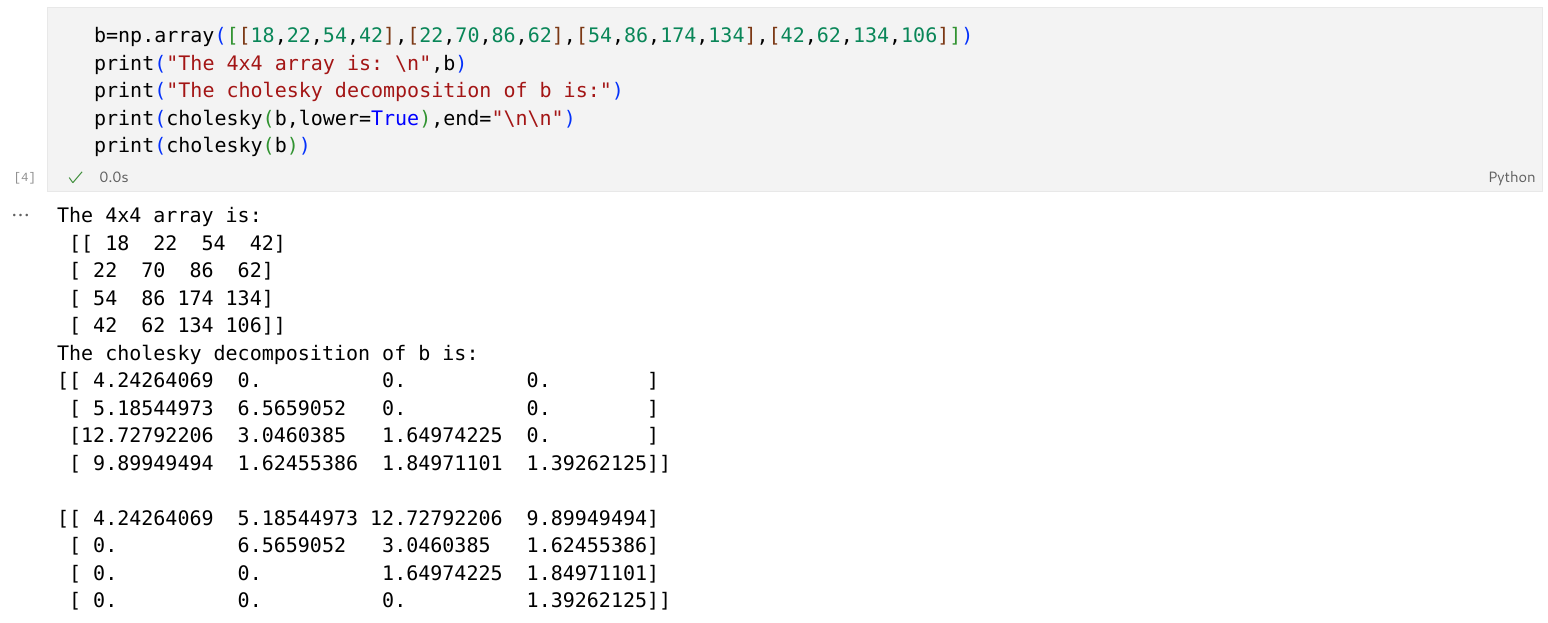 b=np.array([[18,22,54,42],[22,70,86,62],[54,86,174,134],[42,62,134,106]])
print("The 4x4 array is: \n",b)
print("The cholesky decomposition of b is:")
print(cholesky(b,lower=True),end="\n\n")
print(cholesky(b))
[4] ✓ 0.0s Python
... The 4x4 array is:
 [[ 18  22  54  42]
 [ 22  70  86  62]
 [ 54  86 174 134]
 [ 42  62 134 106]]
The cholesky decomposition of b is:
[[ 4.24264069  0.          0.          0.        ]
 [ 5.18544973  6.5659052   0.          0.        ]
 [12.72792206  3.0460385   1.64974225  0.        ]
 [ 9.89949494  1.62455386  1.84971101  1.39262125]]

[[ 4.24264069  5.18544973 12.72792206  9.89949494]
 [ 0.          6.5659052   3.0460385   1.62455386]
 [ 0.          0.          1.64974225  1.84971101]
 [ 0.          0.          0.          1.39262125]]